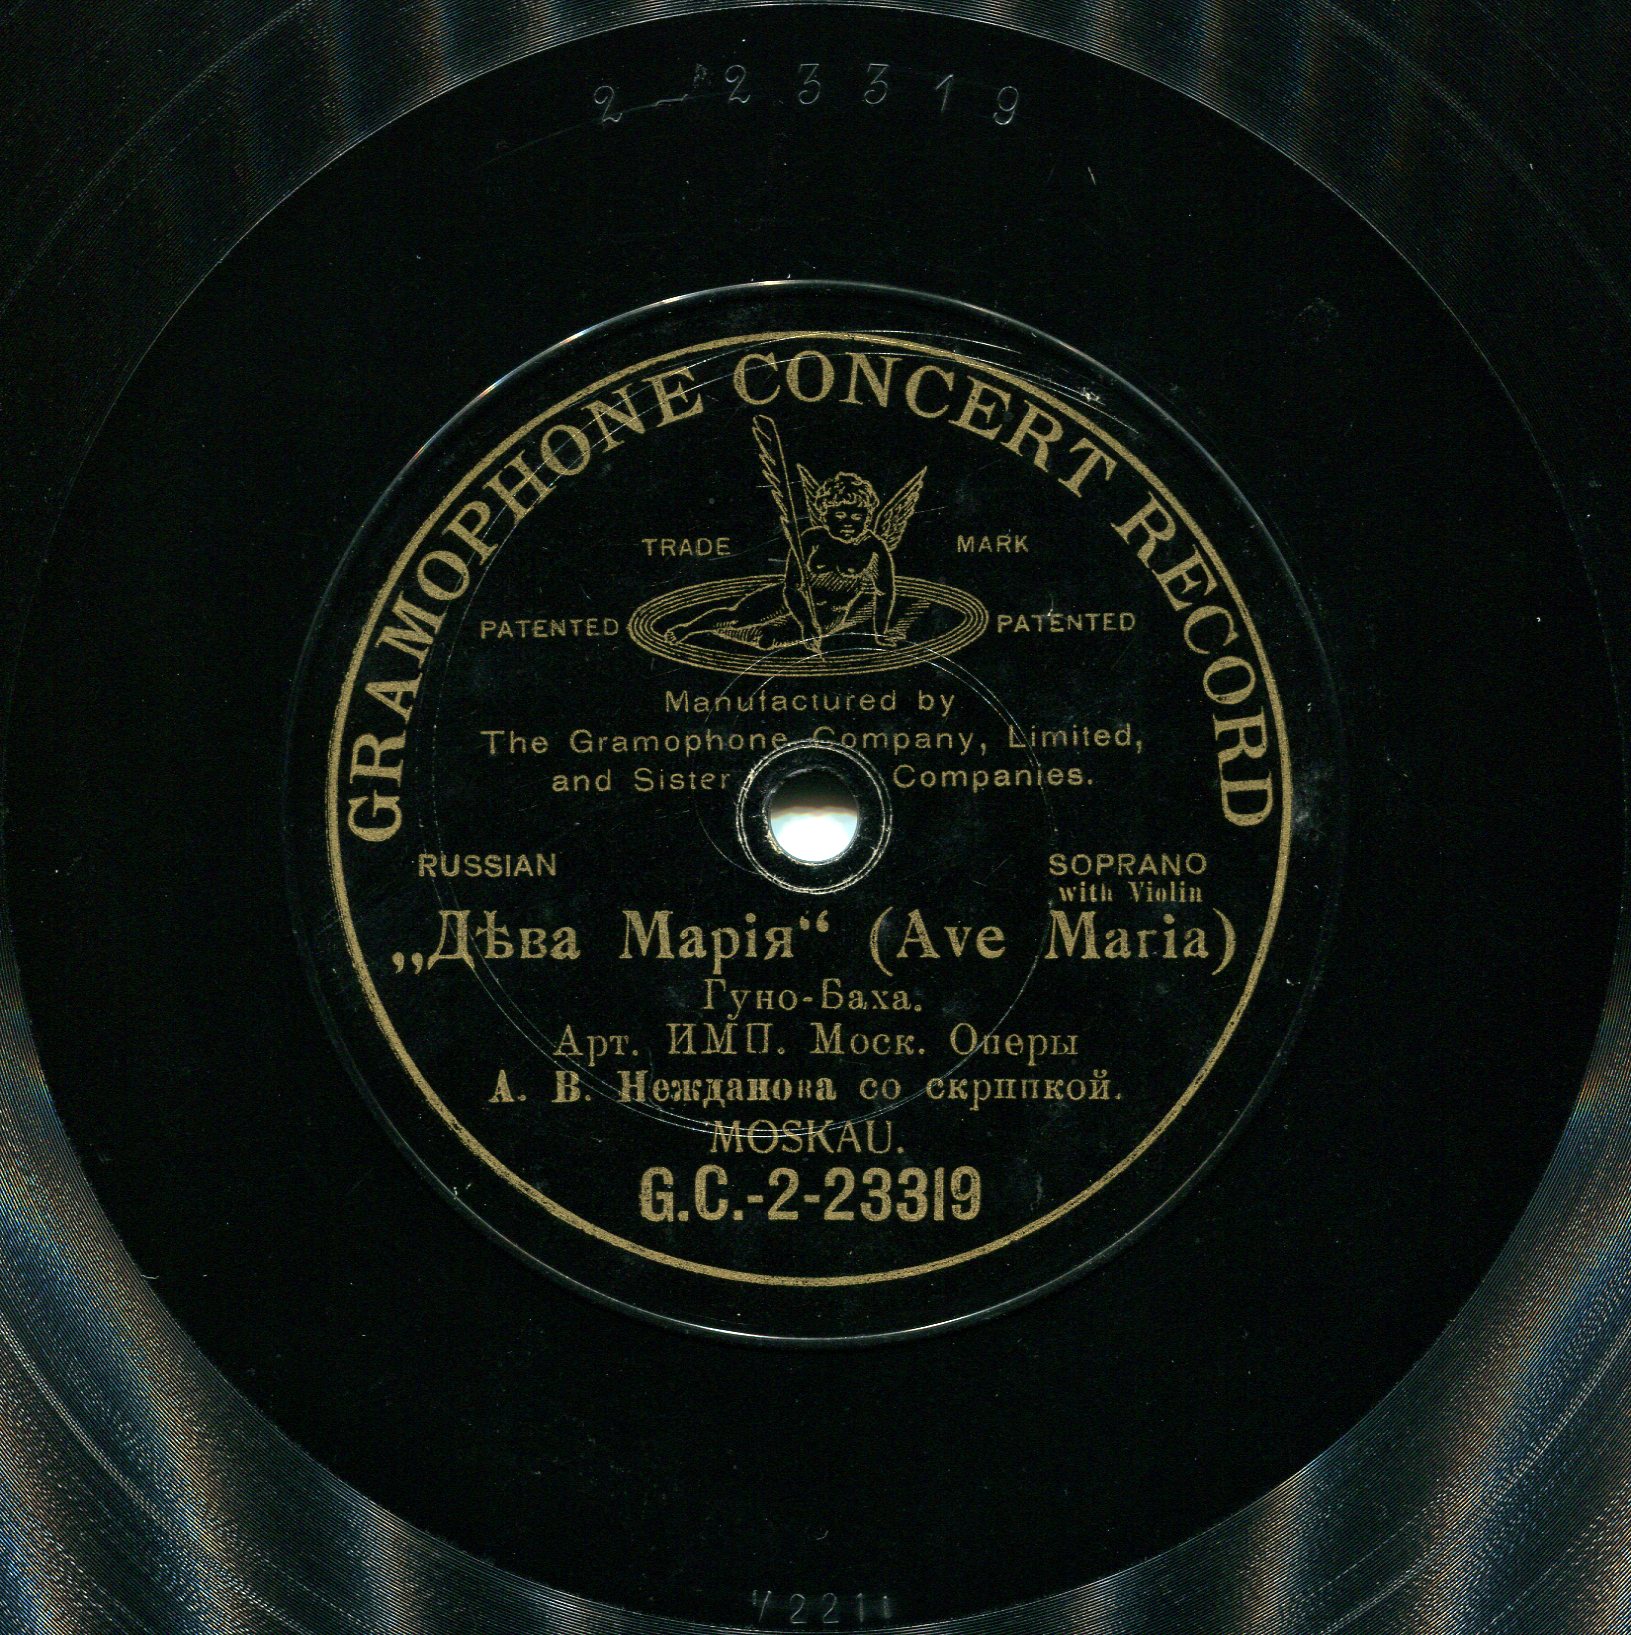 2-23319
GRAMOPHONE CONCERT RECORD
TRADE MARK
PATENTED PATENTED
Manufactured by
The Gramophone Company, Limited,
and Sister Companies.
RUSSIAN SOPRANO
with Violin
„Дѣва Марія“ (Ave Maria)
Гуно-Баха.
Арт. ИМП. Моск. Оперы
А. В. Нежданова со скрппкой.
MOSKAU.
G.C.-2-23319